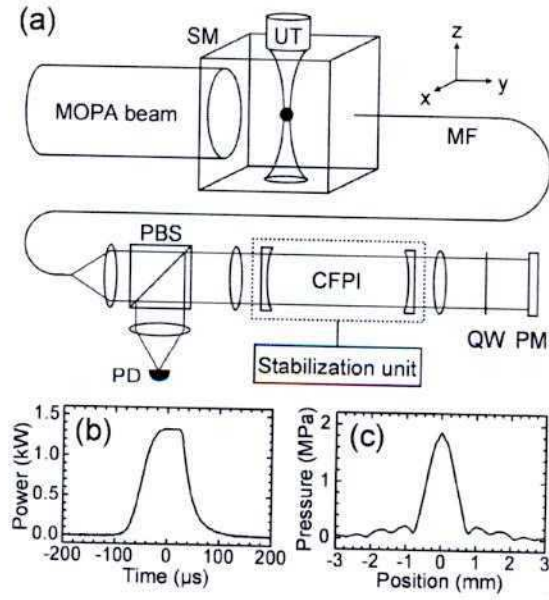 (a)
SM
UT
MOPA beam
z
y
x
MF
PBS
CFPI
QW PM
PD
Stabilization unit
(b)
Power (kW)
1.5
1.0
0.5
0.0
-200 -100 0 100 200
Time (µs)
(c)
Pressure (MPa)
2
1
0
-3 -2 -1 0 1 2 3
Position (mm)